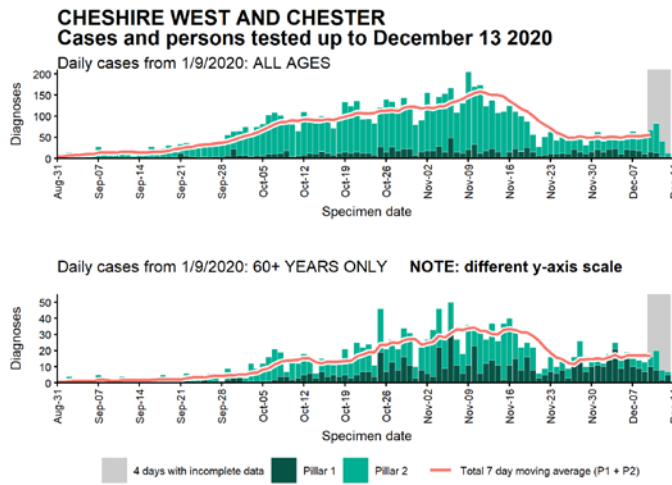 CHESHIRE WEST AND CHESTER
Cases and persons tested up to December 13 2020
Daily cases from 1/9/2020: ALL AGES
Diagnoses
200
150
100
50
0
Aug-31 Sep-07 Sep-14 Sep-21 Sep-28 Oct-05 Oct-12 Oct-19 Oct-26 Nov-02 Nov-09 Nov-16 Nov-23 Nov-30 Dec-07
Specimen date
Daily cases from 1/9/2020: 60+ YEARS ONLY NOTE: different y-axis scale
Diagnoses
50
40
30
20
10
0
Aug-31 Sep-07 Sep-14 Sep-21 Sep-28 Oct-05 Oct-12 Oct-19 Oct-26 Nov-02 Nov-09 Nov-16 Nov-23 Nov-30 Dec-07
Specimen date
4 days with incomplete data Pillar 1 Pillar 2 Total 7 day moving average (P1 + P2)